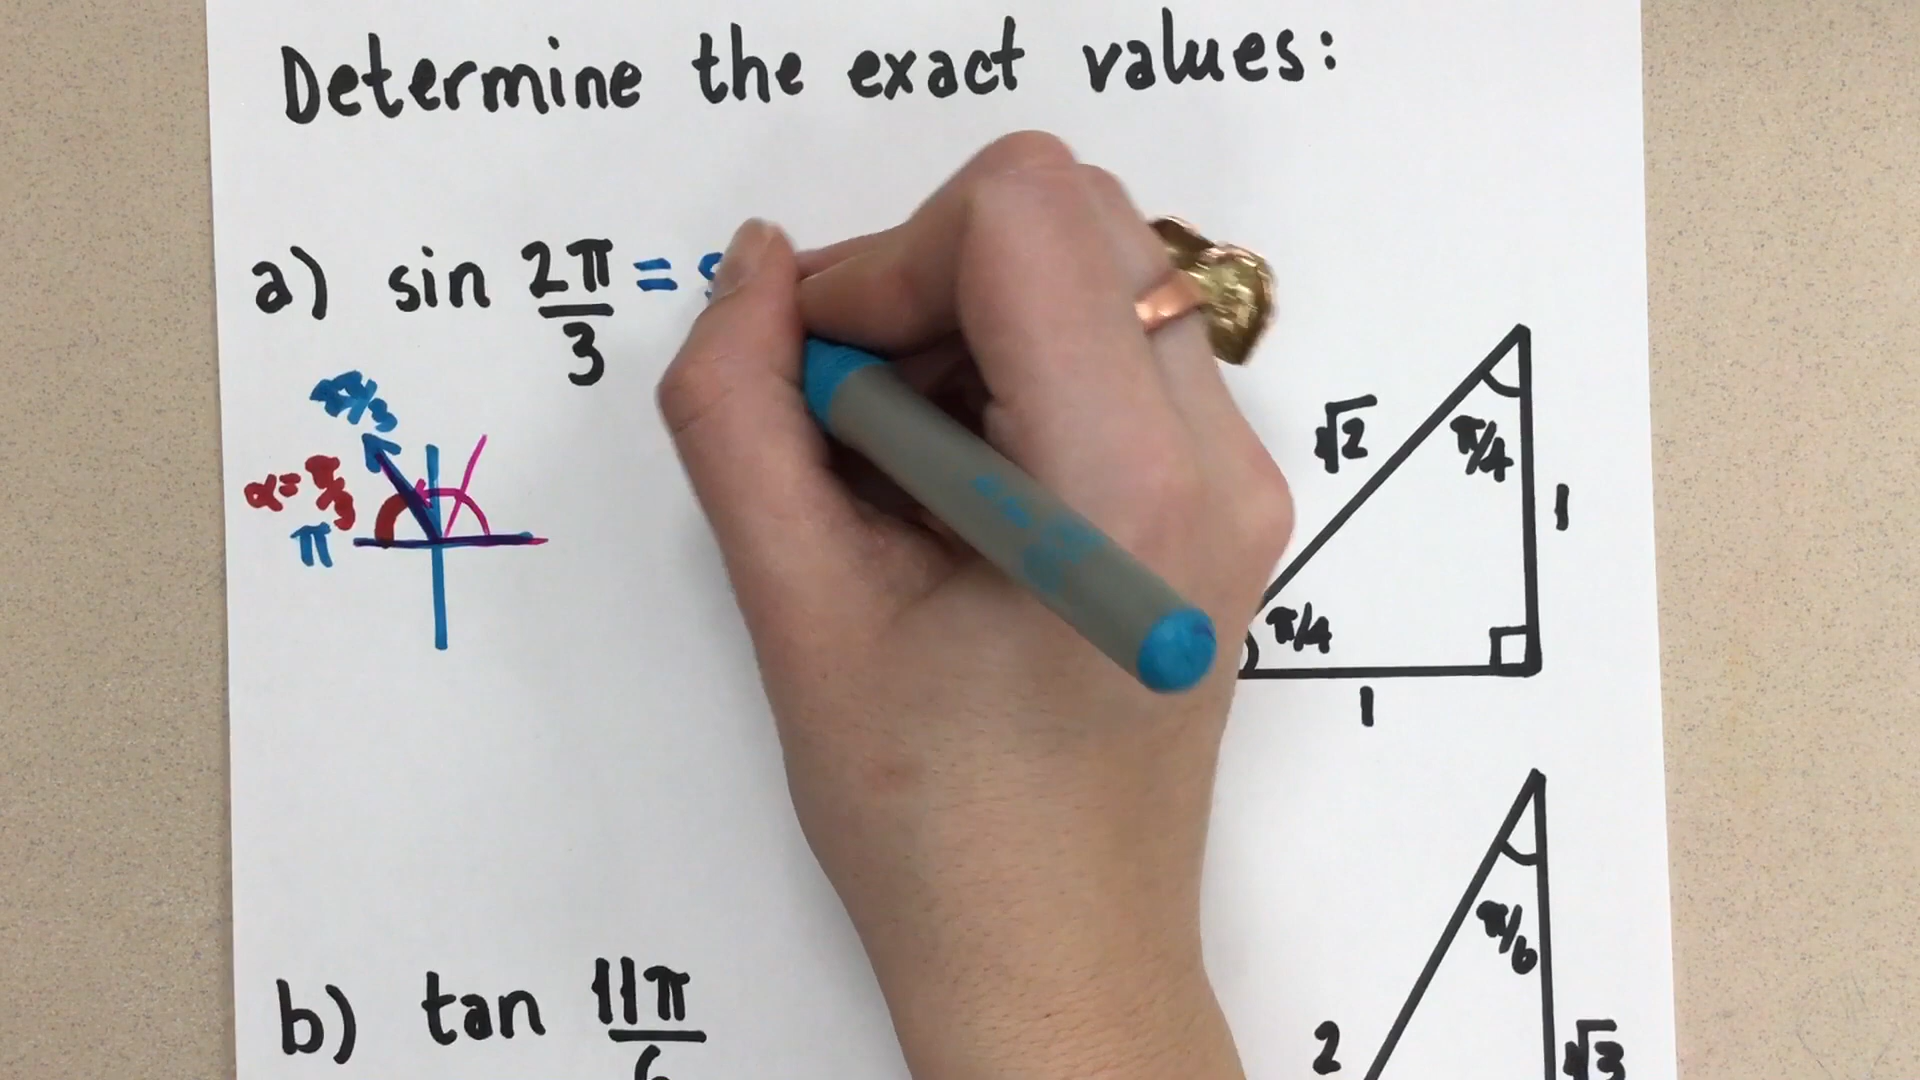 Determine the exact values:
a) sin 2π/3 = s
π/3
α = π/3
π
√2
π/4
1
π/4
1
π/6
b) tan 11π/6
2
√3